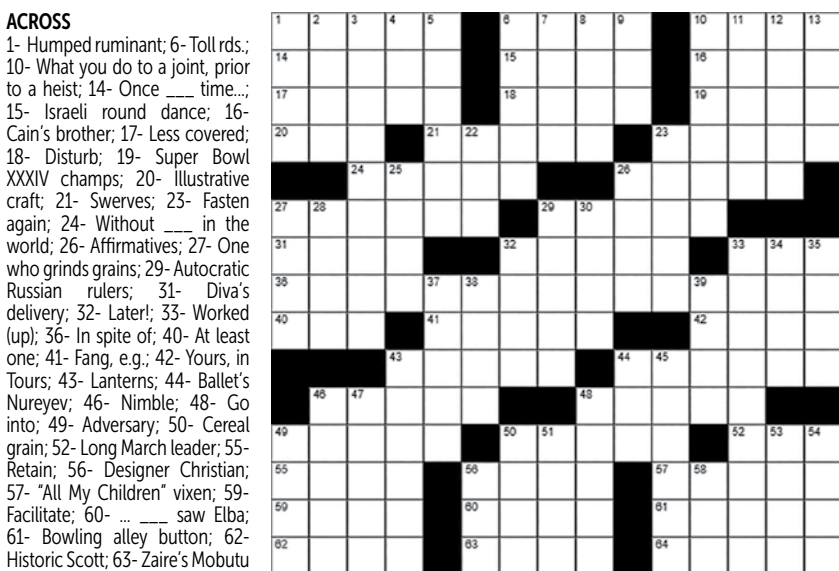 ACROSS
1- Humped ruminant; 6- Toll rds.;
10- What you do to a joint, prior
to a heist; 14- Once ___ time...;
15- Israeli round dance; 16-
Cain's brother; 17- Less covered;
18- Disturb; 19- Super Bowl
XXXIV champs; 20- Illustrative
craft; 21- Swerves; 23- Fasten
again; 24- Without ___ in the
world; 26- Affirmatives; 27- One
who grinds grains; 29- Autocratic
Russian rulers; 31- Diva's
delivery; 32- Later!; 33- Worked
(up); 36- In spite of; 40- At least
one; 41- Fang, e.g.; 42- Yours, in
Tours; 43- Lanterns; 44- Ballet's
Nureyev; 46- Nimble; 48- Go
into; 49- Adversary; 50- Cereal
grain; 52- Long March leader; 55-
Retain; 56- Designer Christian;
57- "All My Children" vixen; 59-
Facilitate; 60- ... ___ saw Elba;
61- Bowling alley button; 62-
Historic Scott; 63- Zaire's Mobutu
1 2 3 4 5 6 7 8 9 10 11 12 13
14 15 16
17 18 19
20 21 22 23
24 25 26
27 28 29 30
31 32 33 34 35
36 37 38 39
40 41 42
43 44 45
46 47 48
49 50 51 52 53 54
55 56 57 58
59 60 61
62 63 64